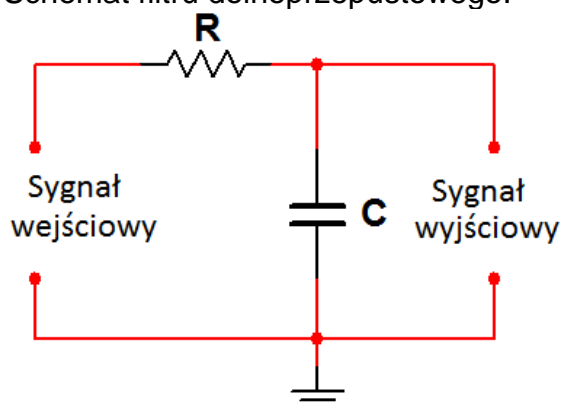 Schemat filtru dolnoprzepustowego.
R
Sygnał
wejściowy
C
Sygnał
wyjściowy